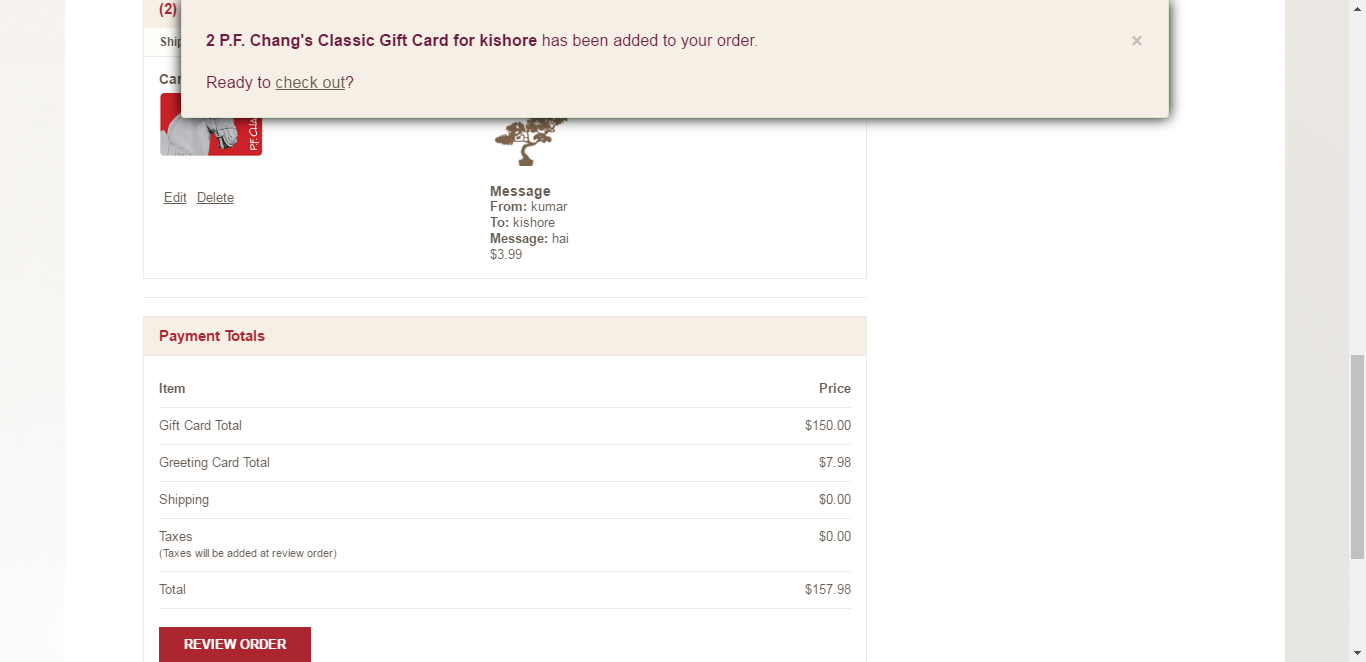 (2)
2 P.F. Chang's Classic Gift Card for kishore has been added to your order.
×
Ready to check out?
P.F. Cha
Edit Delete
Message
From: kumar
To: kishore
Message: hai
$3.99
Payment Totals
Item Price
Gift Card Total $150.00
Greeting Card Total $7.98
Shipping $0.00
Taxes $0.00
(Taxes will be added at review order)
Total $157.98
REVIEW ORDER